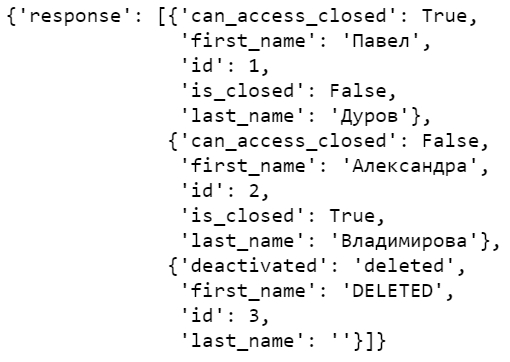 {'response': [{'can_access_closed': True,
'first_name': 'Павел',
'id': 1,
'is_closed': False,
'last_name': 'Дуров'},
{'can_access_closed': False,
'first_name': 'Александра',
'id': 2,
'is_closed': True,
'last_name': 'Владимирова'},
{'deactivated': 'deleted',
'first_name': 'DELETED',
'id': 3,
'last_name': ''}]}